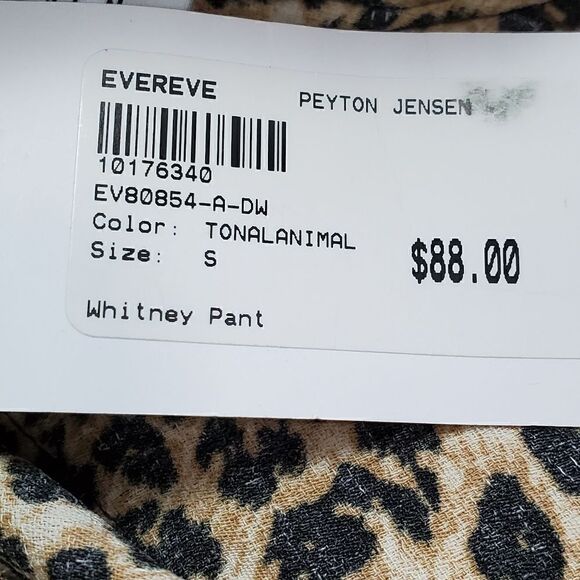 EVEREVE PEYTON JENSEN
10176340
EV80854-A-DW
Color: TONALANIMAL
Size: S
$88.00
Whitney Pant